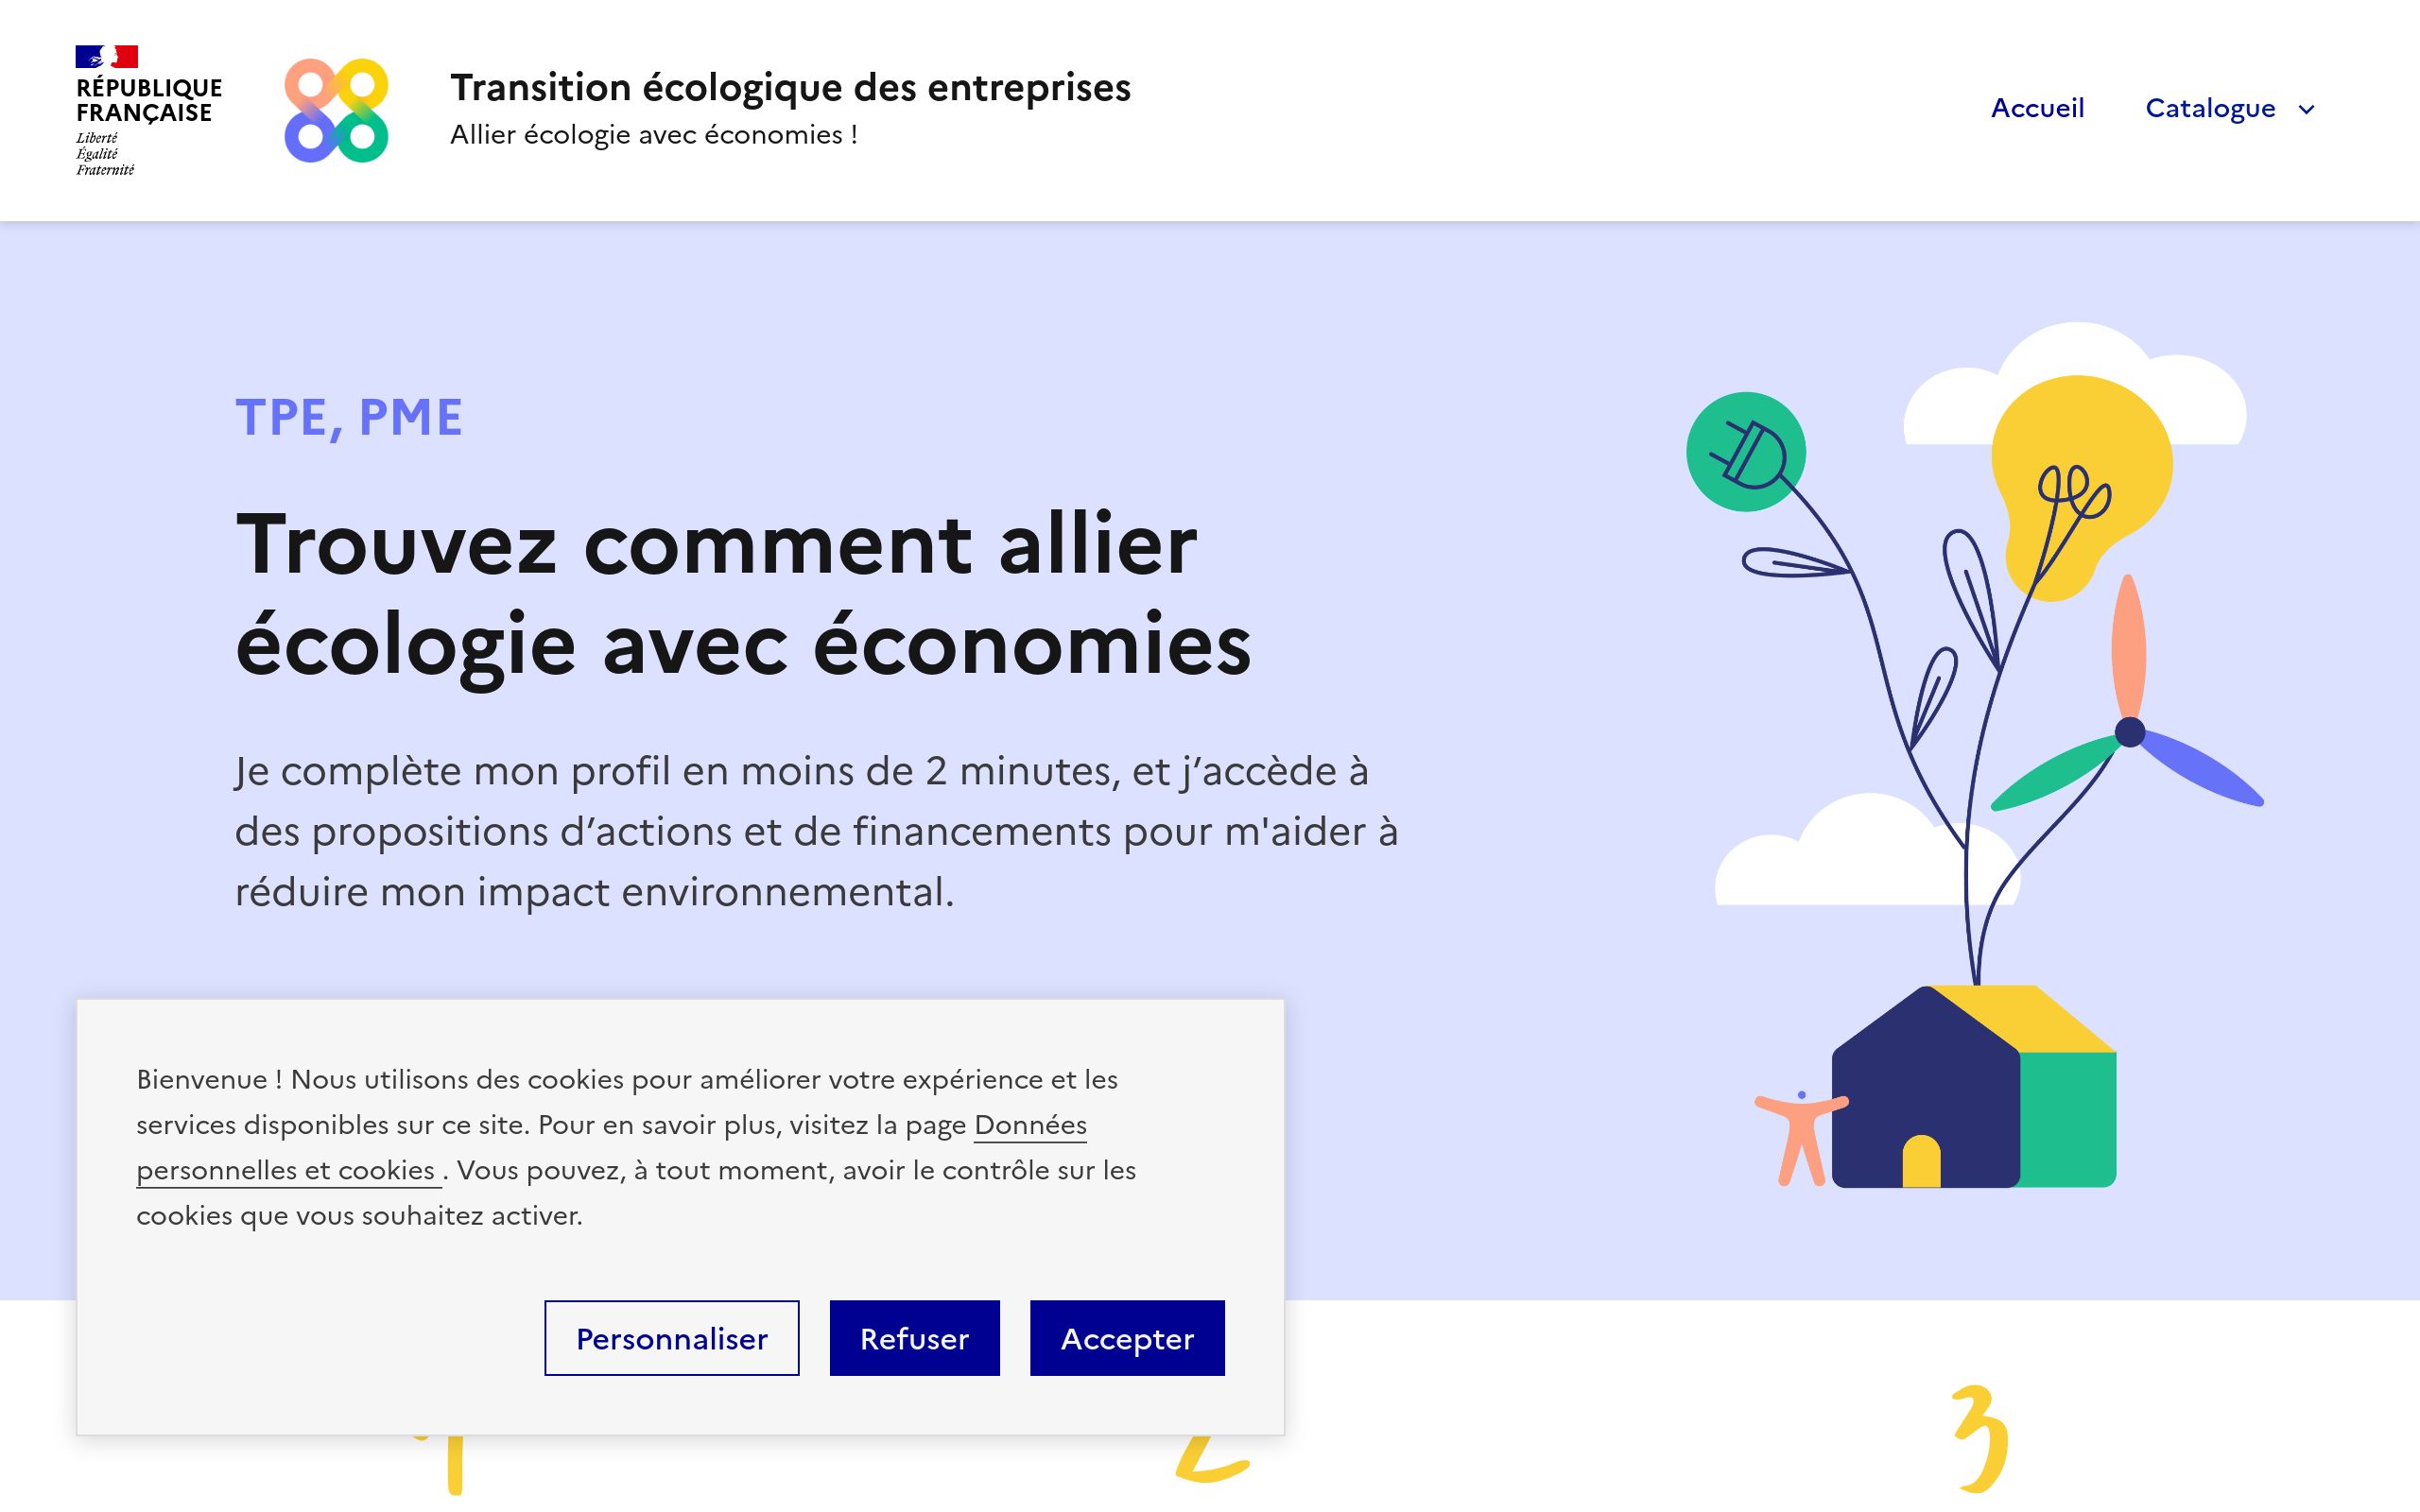 RÉPUBLIQUE
FRANÇAISE
Liberté
Égalité
Fraternité
Transition écologique des entreprises
Allier écologie avec économies !
Accueil
Catalogue
TPE, PME
Trouvez comment allier
écologie avec économies
Je complète mon profil en moins de 2 minutes, et j’accède à
des propositions d’actions et de financements pour m'aider à
réduire mon impact environnemental.
Bienvenue ! Nous utilisons des cookies pour améliorer votre expérience et les
services disponibles sur ce site. Pour en savoir plus, visitez la page Données
personnelles et cookies . Vous pouvez, à tout moment, avoir le contrôle sur les
cookies que vous souhaitez activer.
Personnaliser
Refuser
Accepter
1
2
3